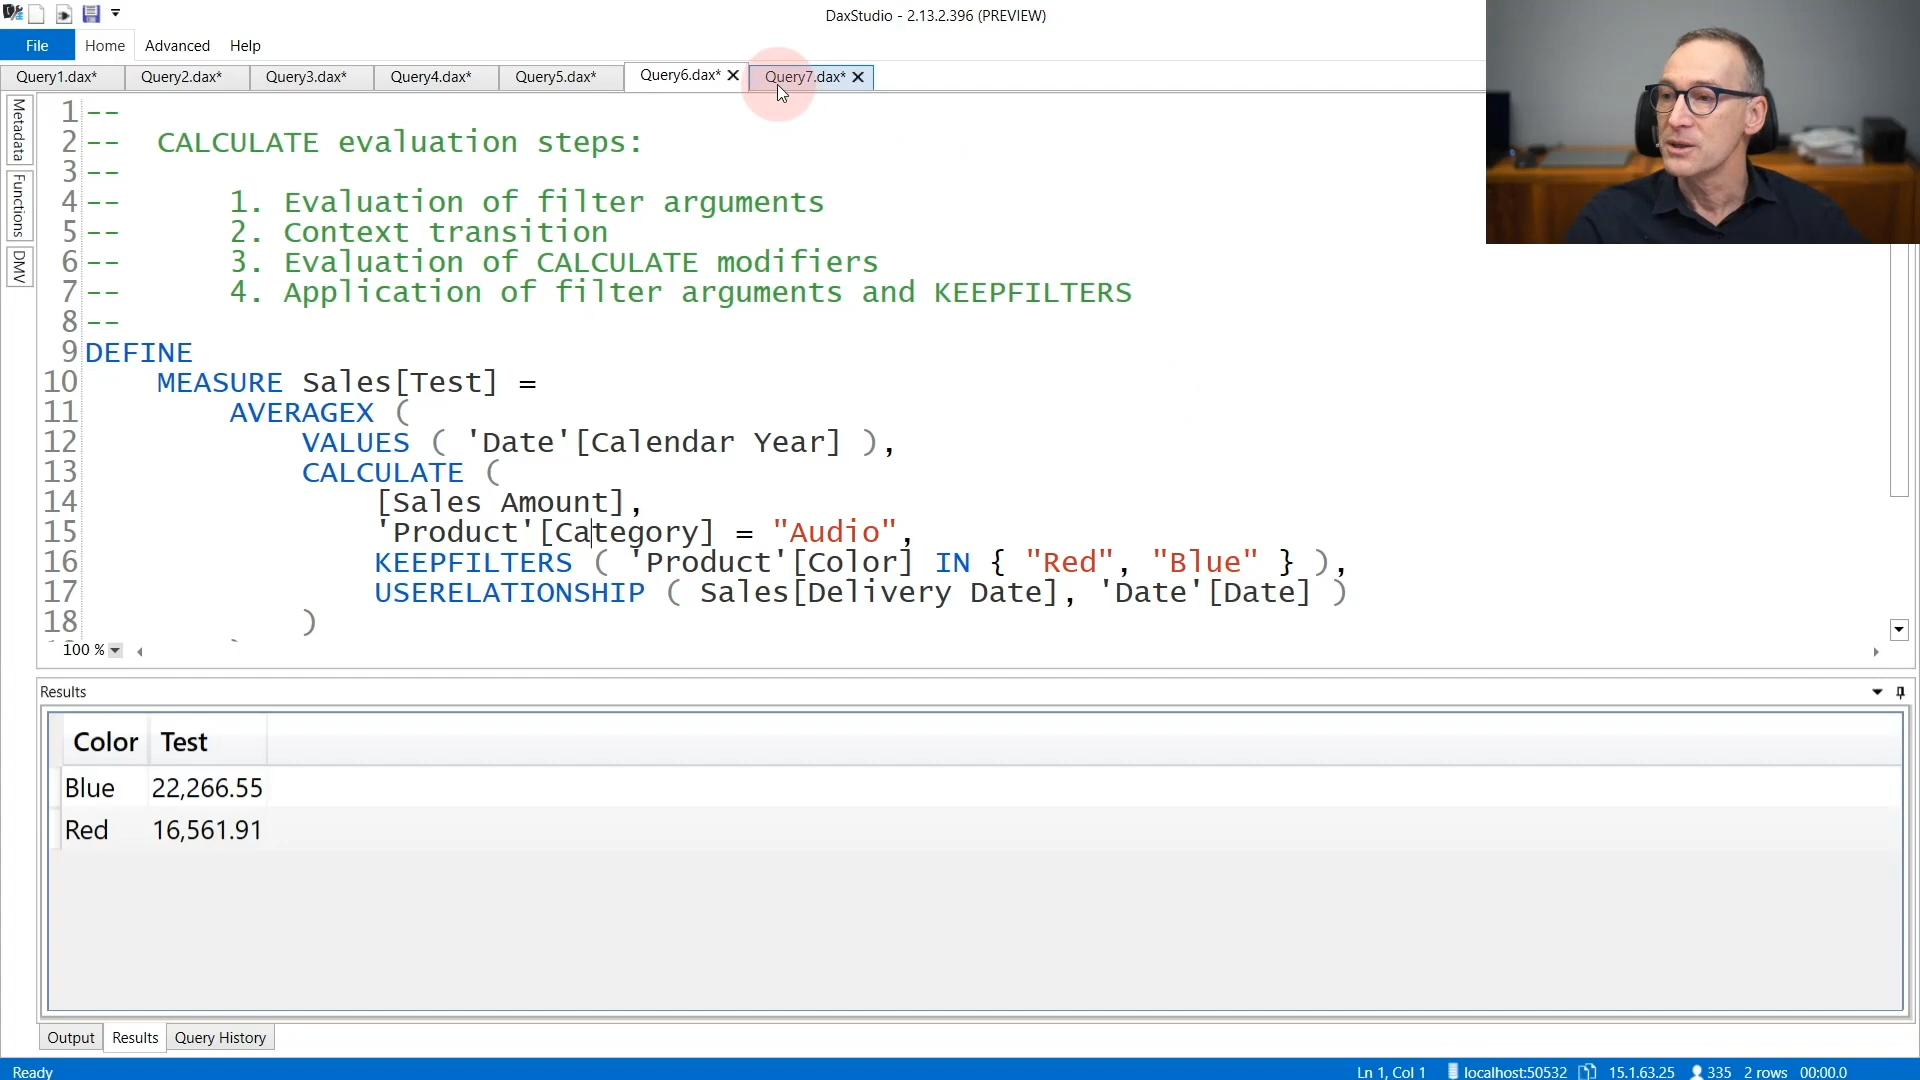 DaxStudio - 2.13.2.396 (PREVIEW)
File Home Advanced Help
Query1.dax* Query2.dax* Query3.dax* Query4.dax* Query5.dax* Query6.dax* Query7.dax*
Metadata
Functions
DMV
1 --
2 -- CALCULATE evaluation steps:
3 --
4 -- 1. Evaluation of filter arguments
5 -- 2. Context transition
6 -- 3. Evaluation of CALCULATE modifiers
7 -- 4. Application of filter arguments and KEEPFILTERS
8 --
9 DEFINE
10 MEASURE Sales[Test] =
11 AVERAGEX (
12 VALUES ( 'Date'[Calendar Year] ),
13 CALCULATE (
14 [Sales Amount],
15 'Product'[Category] = "Audio",
16 KEEPFILTERS ( 'Product'[Color] IN { "Red", "Blue" } ),
17 USERELATIONSHIP ( Sales[Delivery Date], 'Date'[Date] )
18 )
100 %
Results
Color Test
Blue 22,266.55
Red 16,561.91
Output Results Query History
Ready Ln 1, Col 1 localhost:50532 15.1.63.25 335 2 rows 00:00.0